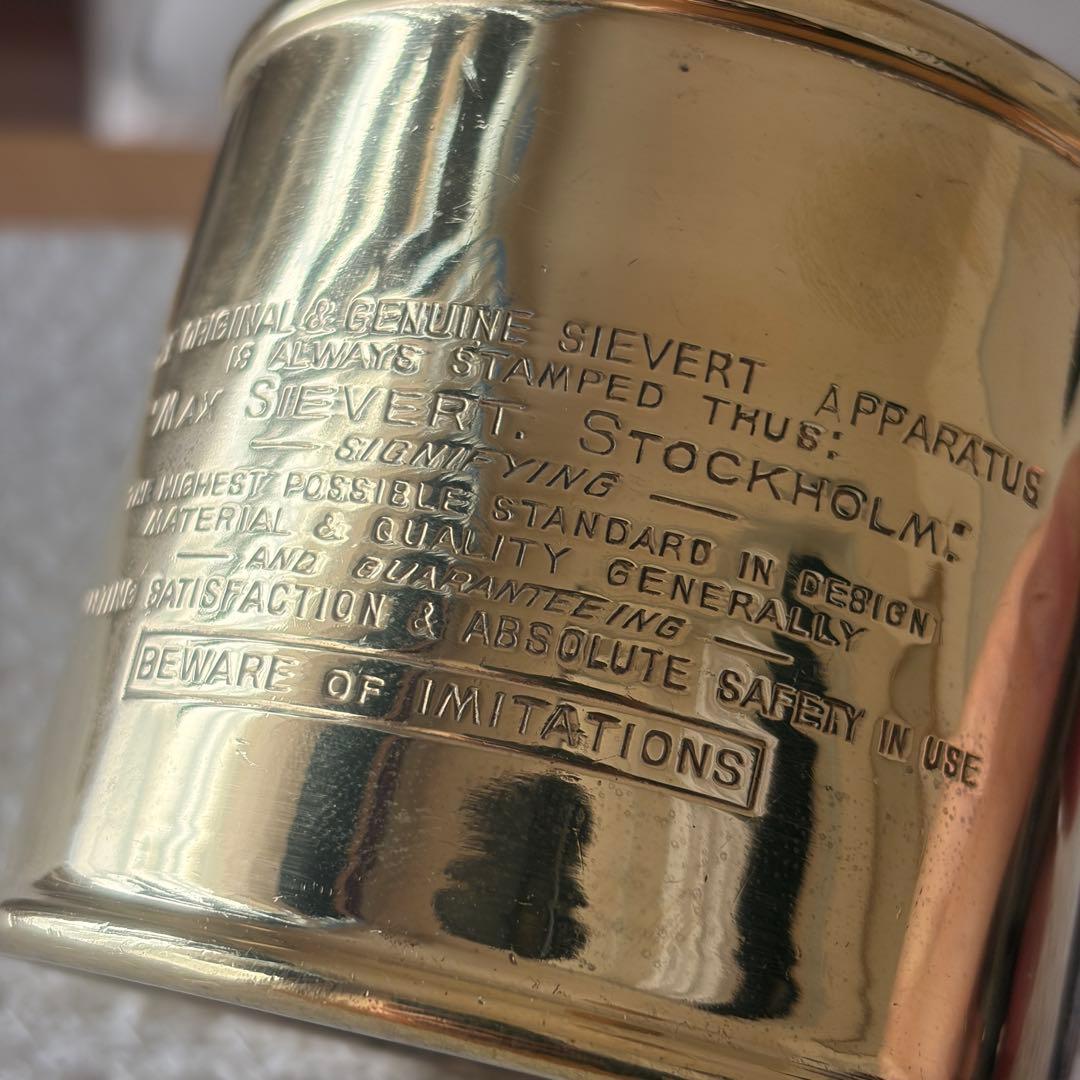 ORIGINAL & GENUINE SIEVERT APPARATUS
IS ALWAYS STAMPED THUS:
"MAX SIEVERT. STOCKHOLM:
— SIGNIFYING —
HIGHEST POSSIBLE STANDARD IN DESIGN
MATERIAL & QUALITY GENERALLY
— AND GUARANTEEING —
SATISFACTION & ABSOLUTE SAFETY IN USE
BEWARE OF IMITATIONS